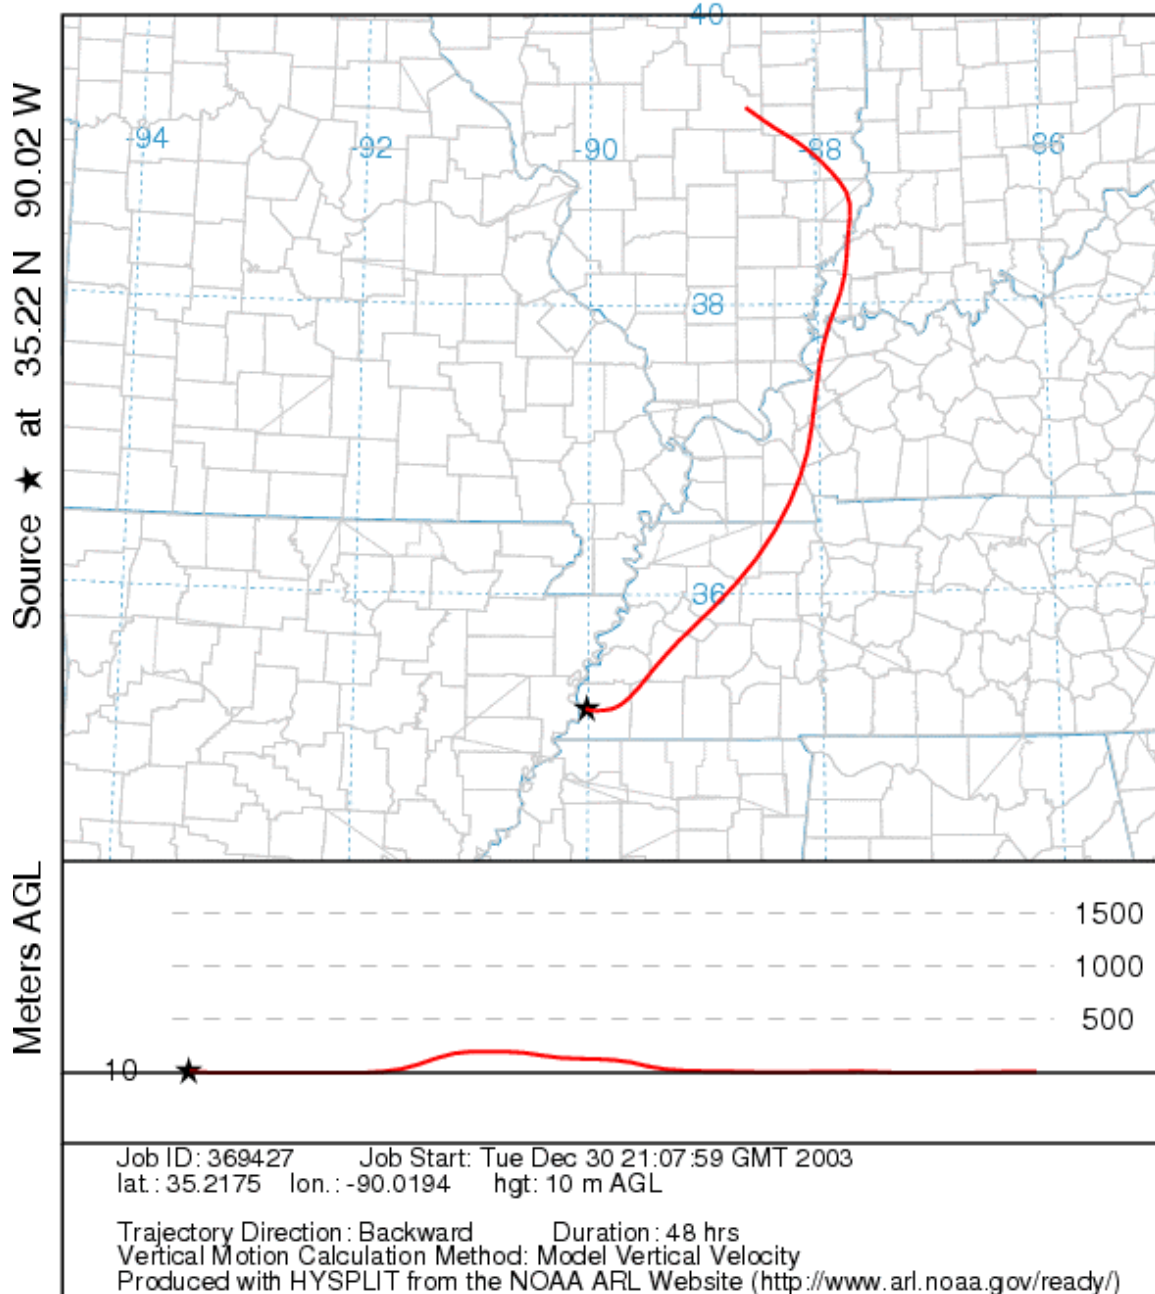 Source ★ at 35.22 N 90.02 W
40
-94
-92
-90
-88
-86
38
36
Meters AGL
1500
1000
500
10
Job ID: 369427 Job Start: Tue Dec 30 21:07:59 GMT 2003
lat.: 35.2175 lon.: -90.0194 hgt: 10 m AGL
Trajectory Direction: Backward Duration: 48 hrs
Vertical Motion Calculation Method: Model Vertical Velocity
Produced with HYSPLIT from the NOAA ARL Website (http://www.arl.noaa.gov/ready/)